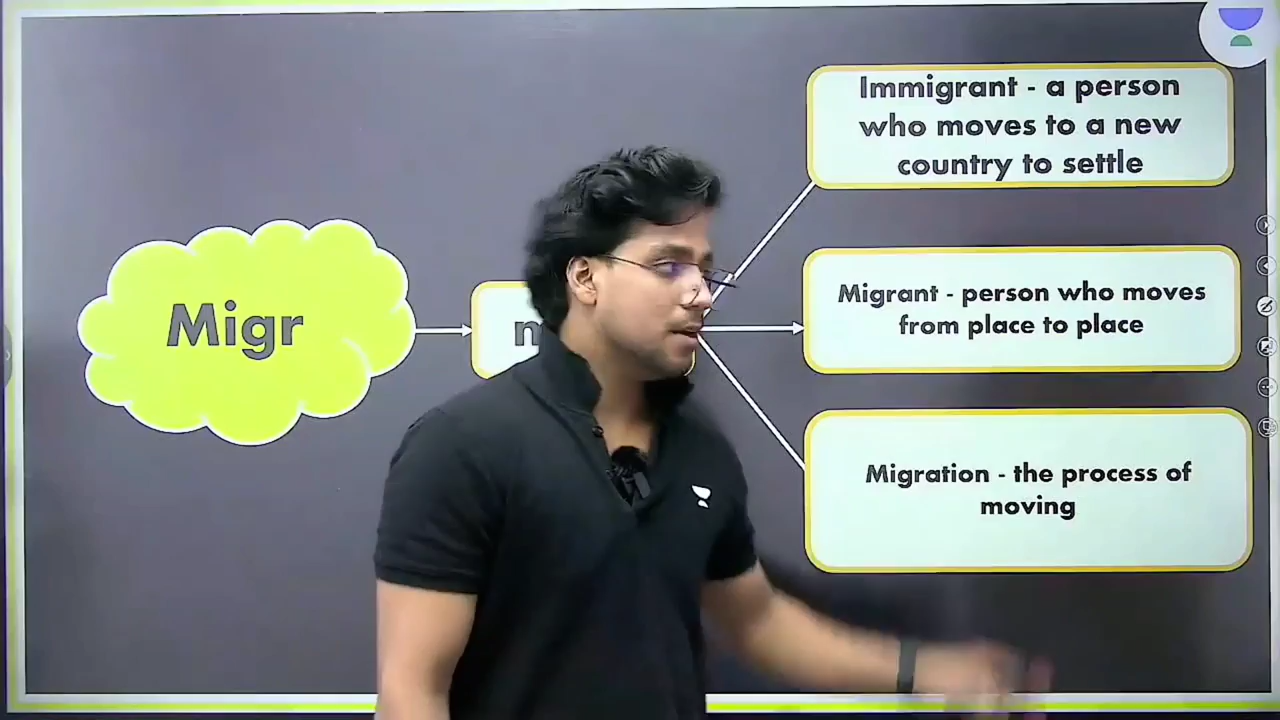 Migr
Immigrant - a person
who moves to a new
country to settle
Migrant - person who moves
from place to place
Migration - the process of
moving